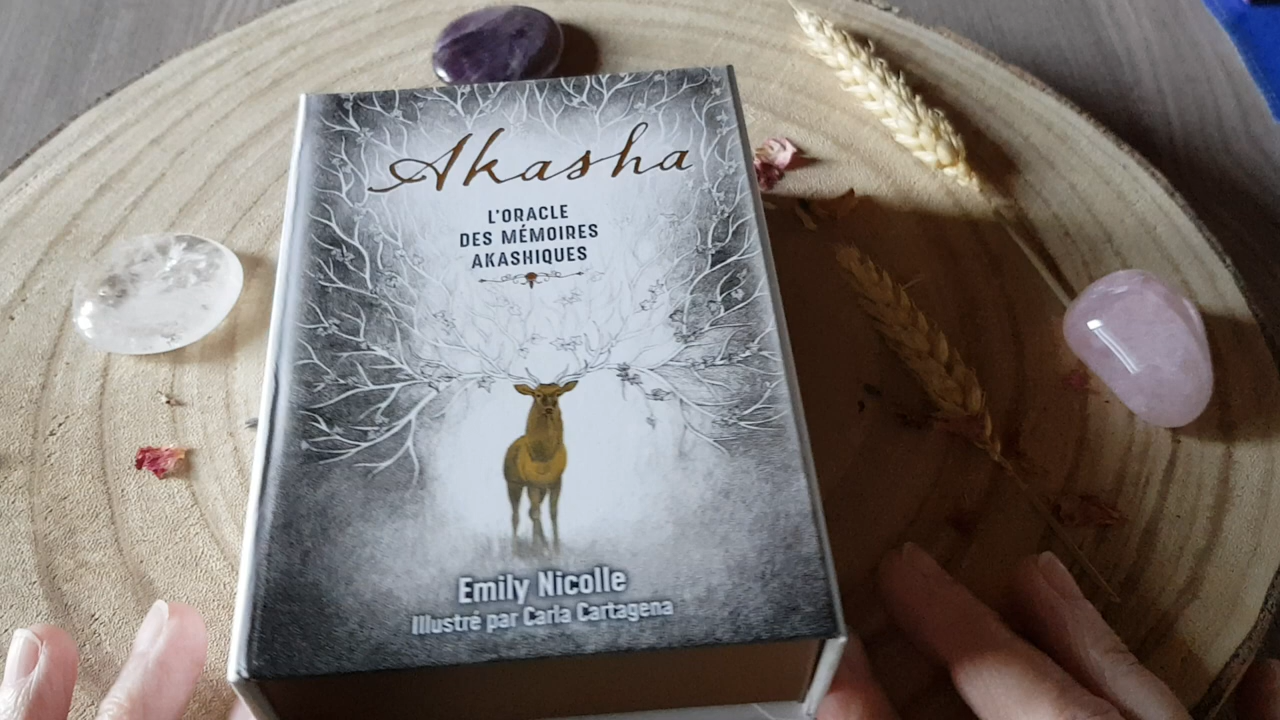 Akasha
L'ORACLE
DES MÉMOIRES
AKASHIQUES
Emily Nicolle
Illustré par Carla Cartagena